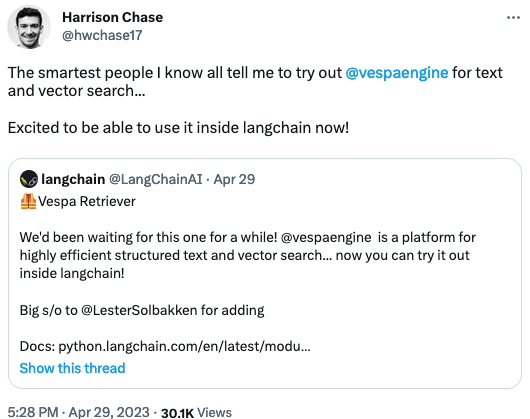 Harrison Chase
@hwchase17
The smartest people I know all tell me to try out @vespaengine for text
and vector search...
Excited to be able to use it inside langchain now!
langchain @LangChainAI · Apr 29
🦺Vespa Retriever
We'd been waiting for this one for a while! @vespaengine is a platform for
highly efficient structured text and vector search... now you can try it out
inside langchain!
Big s/o to @LesterSolbakken for adding
Docs: python.langchain.com/en/latest/modu...
Show this thread
5:28 PM · Apr 29, 2023 · 30.1K Views